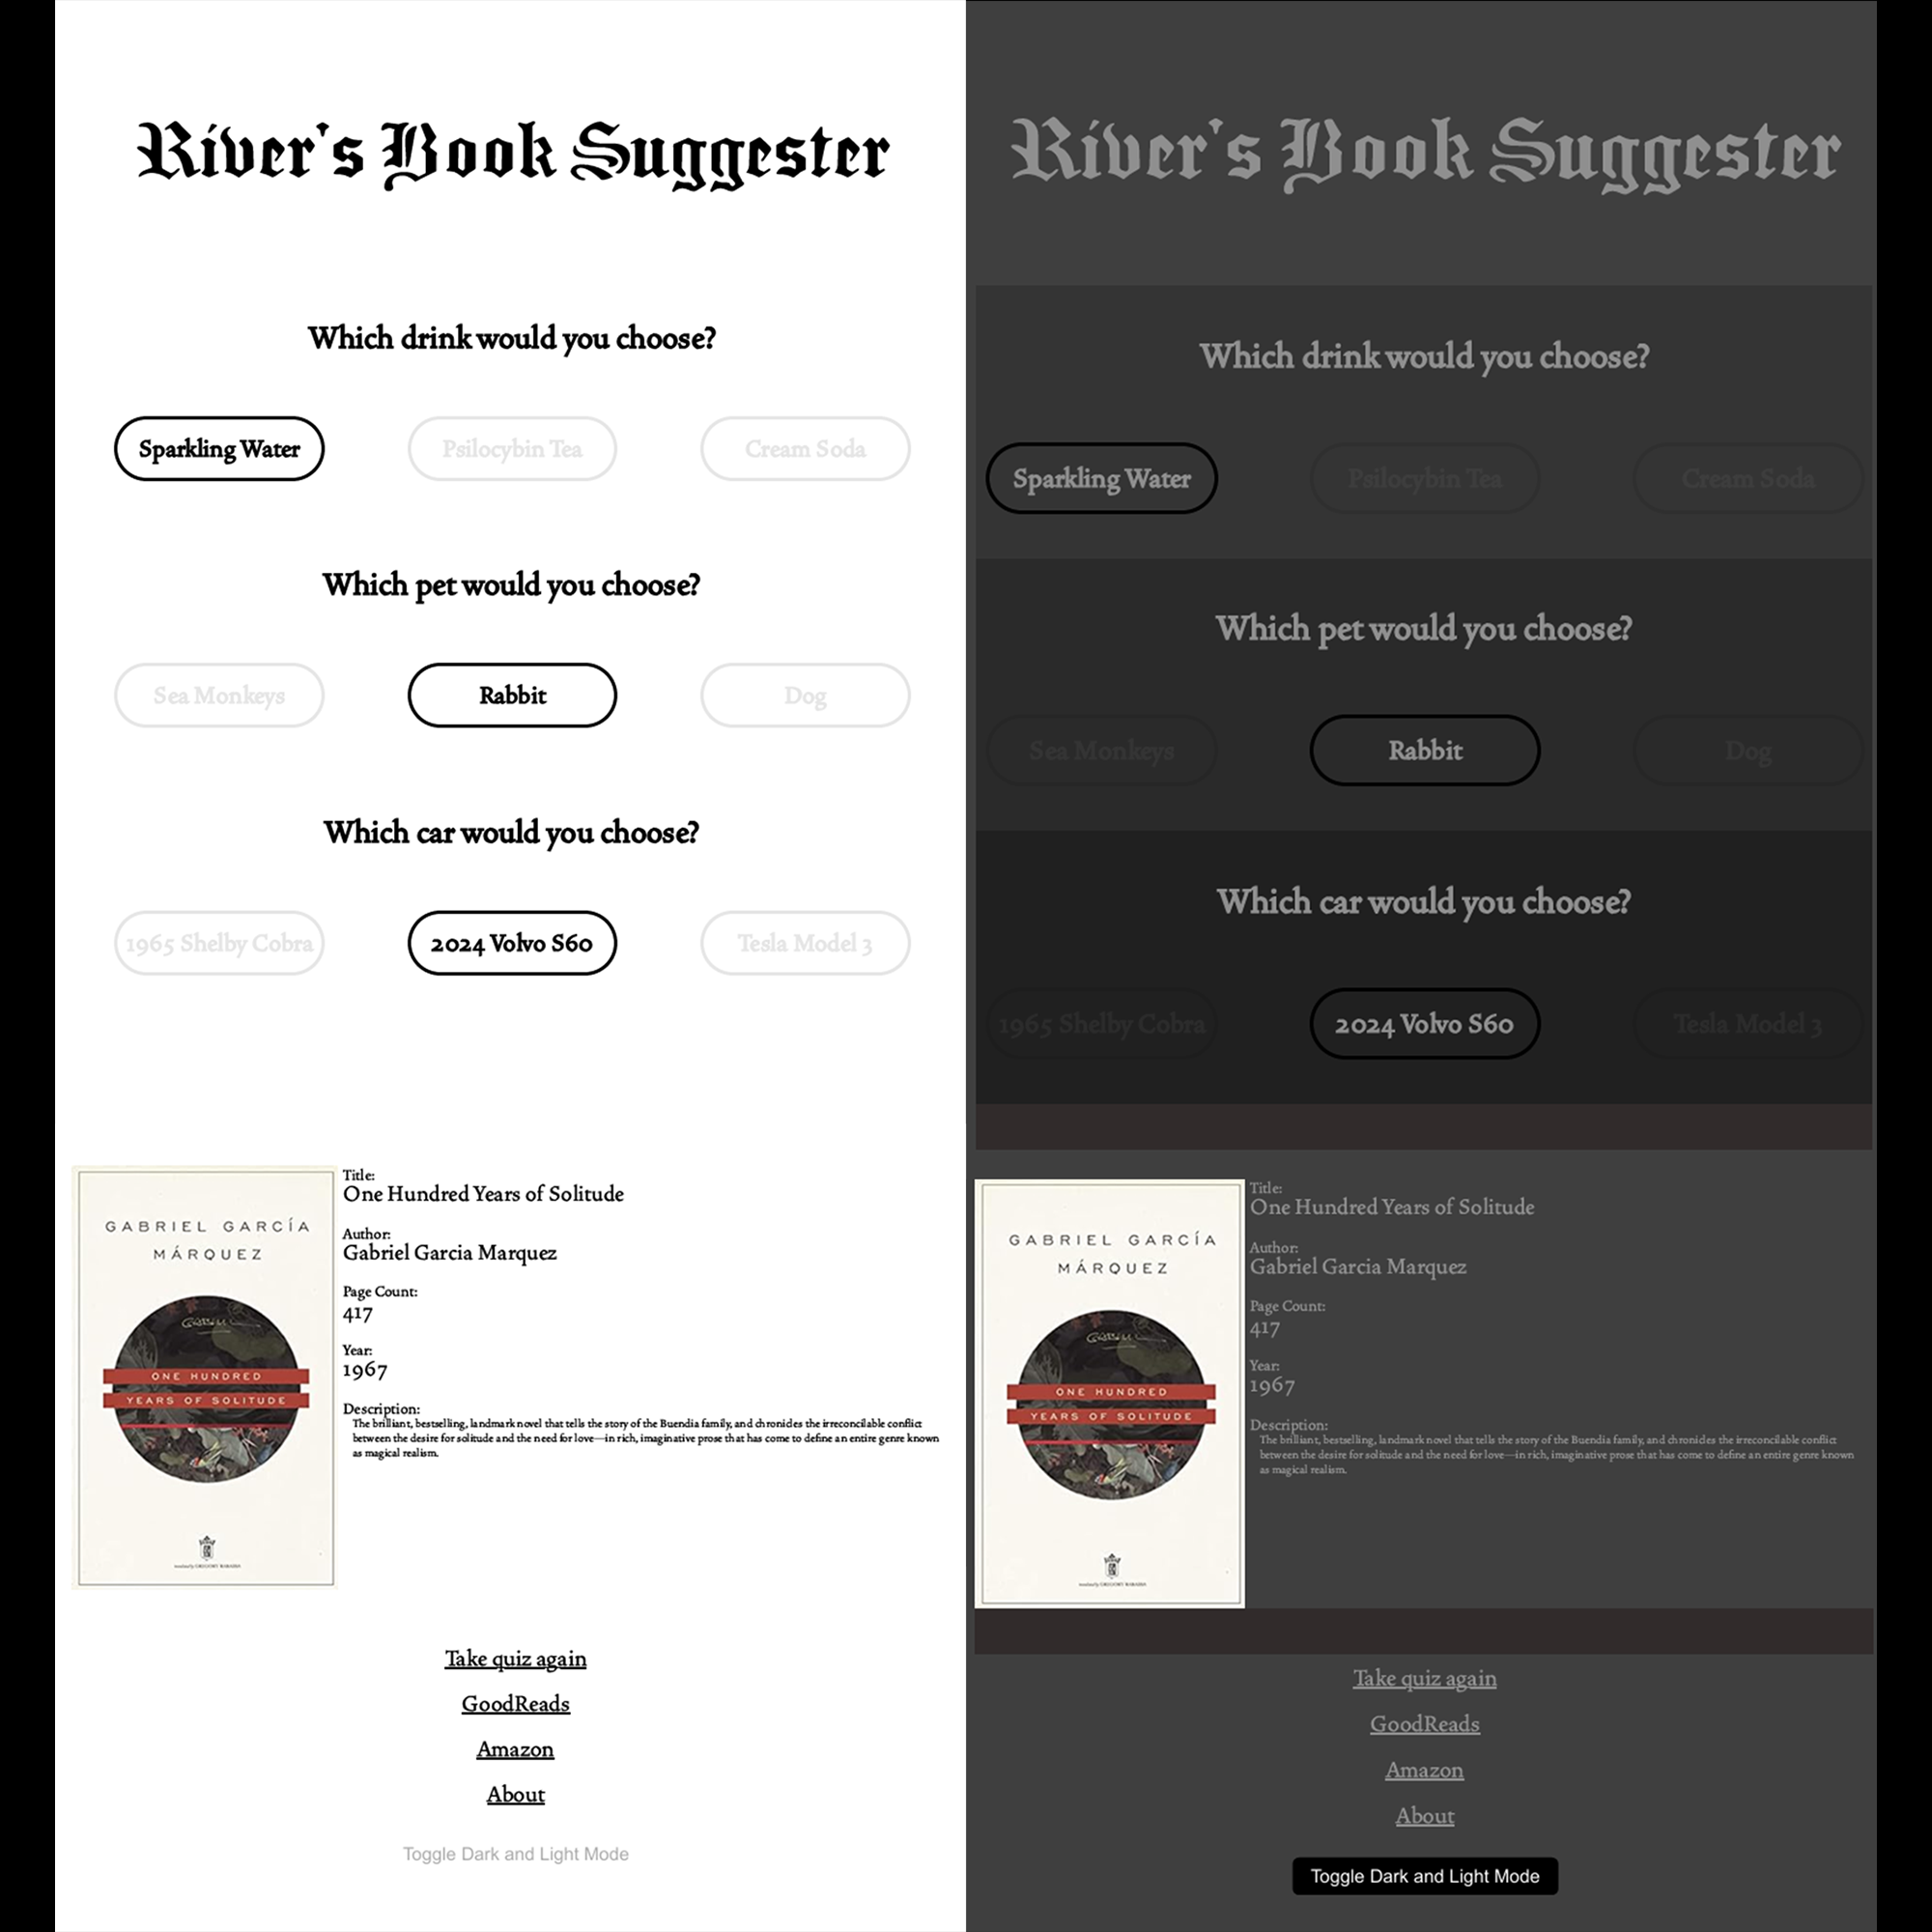 River's Book Suggester
Which drink would you choose?
Sparkling Water
Psilocybin Tea
Cream Soda
Which pet would you choose?
Sea Monkeys
Rabbit
Dog
Which car would you choose?
1965 Shelby Cobra
2024 Volvo S60
Tesla Model 3
GABRIEL GARCÍA
MÁRQUEZ
ONE HUNDRED
YEARS OF SOLITUDE
Title:
One Hundred Years of Solitude
Author:
Gabriel Garcia Marquez
Page Count:
417
Year:
1967
Description:
The brilliant, bestselling, landmark novel that tells the story of the Buendia family, and chronicles the irreconcilable conflict
between the desire for solitude and the need for love—in rich, imaginative prose that has come to define an entire genre known
as magical realism.
Take quiz again
GoodReads
Amazon
About
Toggle Dark and Light Mode
River's Book Suggester
Which drink would you choose?
Sparkling Water
Psilocybin Tea
Cream Soda
Which pet would you choose?
Sea Monkeys
Rabbit
Dog
Which car would you choose?
1965 Shelby Cobra
2024 Volvo S60
Tesla Model 3
GABRIEL GARCÍA
MÁRQUEZ
ONE HUNDRED
YEARS OF SOLITUDE
Title:
One Hundred Years of Solitude
Author:
Gabriel Garcia Marquez
Page Count:
417
Year:
1967
Description:
The brilliant, bestselling, landmark novel that tells the story of the Buendia family, and chronicles the irreconcilable conflict
between the desire for solitude and the need for love—in rich, imaginative prose that has come to define an entire genre known
as magical realism.
Take quiz again
GoodReads
Amazon
About
Toggle Dark and Light Mode